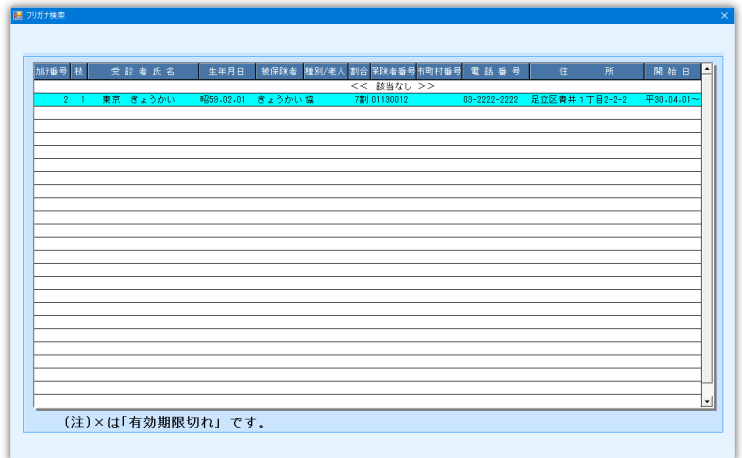 フリガナ検索
カルテ番号 枝 受診者氏名 生年月日 被保険者 種別/老人 割合 保険者番号 市町村番号 電話番号 住所 開始日
<< 該当なし >>
2 1 東京 きょうかい 昭59.02.01 きょうかい 協 7割 01130012 03-2222-2222 足立区青井1丁目2-2-2 平30.04.01～
(注)×は「有効期限切れ」です。